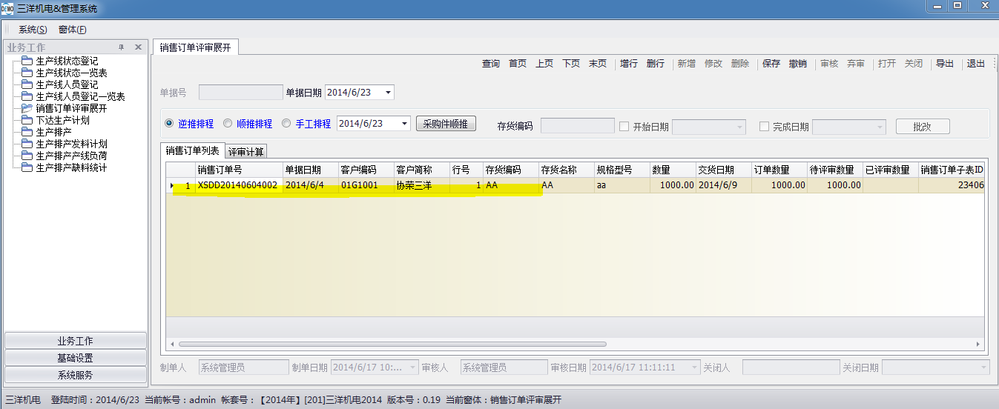 DEMO 三洋机电&管理系统
系统(S) 窗体(F)
业务工作
生产线状态登记
生产线状态一览表
生产线人员登记
生产线人员登记一览表
销售订单评审展开
下达生产计划
生产排产
生产排产发料计划
生产排产产线负荷
生产排产缺料统计
业务工作
基础设置
系统服务
销售订单评审展开
查询 首页 上页 下页 末页 增行 删行 新增 修改 删除 保存 撤销 审核 弃审 打开 关闭 导出 退出
单据号 单据日期 2014/6/23
逆推排程 顺推排程 手工排程 2014/6/23 采购件顺推 存货编码 开始日期 完成日期 批改
销售订单列表 评审计算
销售订单号 单据日期 客户编码 客户简称 行号 存货编码 存货名称 规格型号 数量 交货日期 订单数量 待评审数量 已评审数量 销售订单子表ID
1 XSDD20140604002 2014/6/4 01G1001 协荣三洋 1 AA AA aa 1000.00 2014/6/9 1000.00 1000.00 23406
制单人 系统管理员 制单日期 2014/6/17 10:... 审核人 系统管理员 审核日期 2014/6/17 11:11:11 关闭人 关闭日期
三洋机电 登陆时间：2014/6/23 当前帐号：admin 帐套号：【2014年】[201]三洋机电2014 版本号：0.19 当前窗体：销售订单评审展开